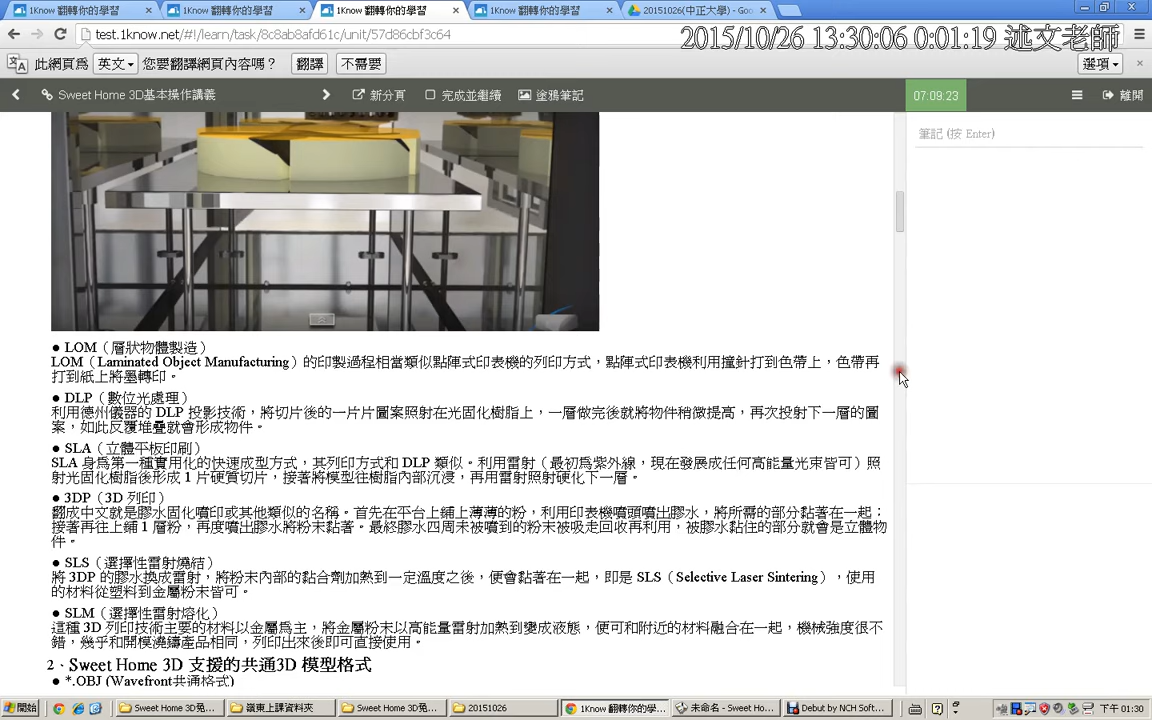 1Know 翻轉你的學習
1Know 翻轉你的學習
1Know 翻轉你的學習
1Know 翻轉你的學習
20151026(中正大學) - Goo
test.1know.net/#!/learn/task/8c8ab8afd61c/unit/57d86cbf3c64
2015/10/26 13:30:06 0:01:19 述文老師
此網頁為 英文 您要翻譯網頁內容嗎？ 翻譯 不需要 選項
Sweet Home 3D基本操作講義 新分頁 完成並繼續 塗鴉筆記 07:09:23 離開
筆記 (按 Enter)
● LOM（層狀物體製造）
LOM（Laminated Object Manufacturing）的印製過程相當類似點陣式印表機的列印方式，點陣式印表機利用撞針打到色帶上，色帶再
打到紙上將墨轉印。
● DLP（數位光處理）
利用德州儀器的 DLP 投影技術，將切片後的一片片圖案照射在光固化樹脂上，一層做完後就將物件稍微提高，再次投射下一層的圖
案，如此反覆堆疊就會形成物件。
● SLA（立體平板印刷）
SLA 身為第一種實用化的快速成型方式，其列印方式和 DLP 類似。利用雷射（最初為紫外線，現在發展成任何高能量光束皆可）照
射光固化樹脂後形成 1 片硬質切片，接著將模型往樹脂內部沉浸，再用雷射照射硬化下一層。
● 3DP（3D 列印）
翻成中文就是膠水固化噴印或其他類似的名稱。首先在平台上鋪上薄薄的粉，利用印表機噴頭噴出膠水，將所需的部分黏著在一起；
接著再往上鋪 1 層粉，再度噴出膠水將粉末黏著。最終膠水四周未被噴到的粉末被吸走回收再利用，被膠水黏住的部分就會是立體物
件。
● SLS（選擇性雷射燒結）
將 3DP 的膠水換成雷射，將粉末內部的黏合劑加熱到一定溫度之後，便會黏著在一起，即是 SLS（Selective Laser Sintering），使用
的材料從塑料到金屬粉末皆可。
● SLM（選擇性雷射熔化）
這種 3D 列印技術主要的材料以金屬為主，將金屬粉末以高能量雷射加熱到變成液態，便可和附近的材料融合在一起，機械強度很不
錯，幾乎和開模澆鑄產品相同，列印出來後即可直接使用。
2、Sweet Home 3D 支援的共通3D 模型格式
● *.OBJ (Wavefront共通格式)
開始 Sweet Home 3D免... 嶺東上課資料夾 Sweet Home 3D免... 20151026 1Know 翻轉你的學... 未命名 - Sweet Ho... Debut by NCH Soft... 下午 01:30